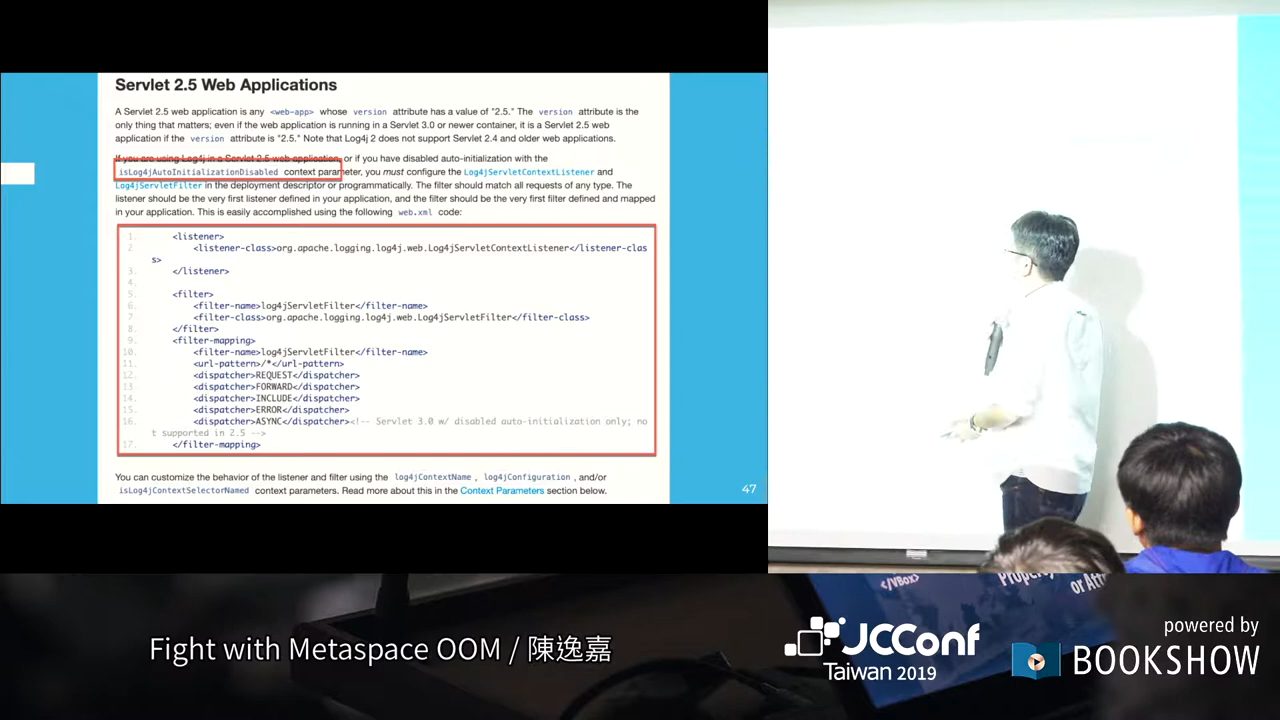 Servlet 2.5 Web Applications
A Servlet 2.5 web application is any <web-app> whose version attribute has a value of "2.5." The version attribute is the
only thing that matters; even if the web application is running in a Servlet 3.0 or newer container, it is a Servlet 2.5 web
application if the version attribute is "2.5." Note that Log4j 2 does not support Servlet 2.4 and older web applications.
If you are using Log4j in a Servlet 2.5 web application, or if you have disabled auto-initialization with the
isLog4jAutoInitializationDisabled context parameter, you must configure the Log4jServletContextListener and
Log4jServletFilter in the deployment descriptor or programmatically. The filter should match all requests of any type. The
listener should be the very first listener defined in your application, and the filter should be the very first filter defined and mapped
in your application. This is easily accomplished using the following web.xml code:
1. <listener>
2. <listener-class>org.apache.logging.log4j.web.Log4jServletContextListener</listener-clas
s>
3. </listener>
4.
5. <filter>
6. <filter-name>log4jServletFilter</filter-name>
7. <filter-class>org.apache.logging.log4j.web.Log4jServletFilter</filter-class>
8. </filter>
9. <filter-mapping>
10. <filter-name>log4jServletFilter</filter-name>
11. <url-pattern>/*</url-pattern>
12. <dispatcher>REQUEST</dispatcher>
13. <dispatcher>FORWARD</dispatcher>
14. <dispatcher>INCLUDE</dispatcher>
15. <dispatcher>ERROR</dispatcher>
16. <dispatcher>ASYNC</dispatcher><!-- Servlet 3.0 w/ disabled auto-initialization only; no
t supported in 2.5 -->
17. </filter-mapping>
You can customize the behavior of the listener and filter using the log4jContextName , log4jConfiguration , and/or
isLog4jContextSelectorNamed context parameters. Read more about this in the Context Parameters section below.
47
</VBox>
or
Fight with Metaspace OOM / 陳逸嘉
JCConf
Taiwan 2019
powered by
BOOKSHOW